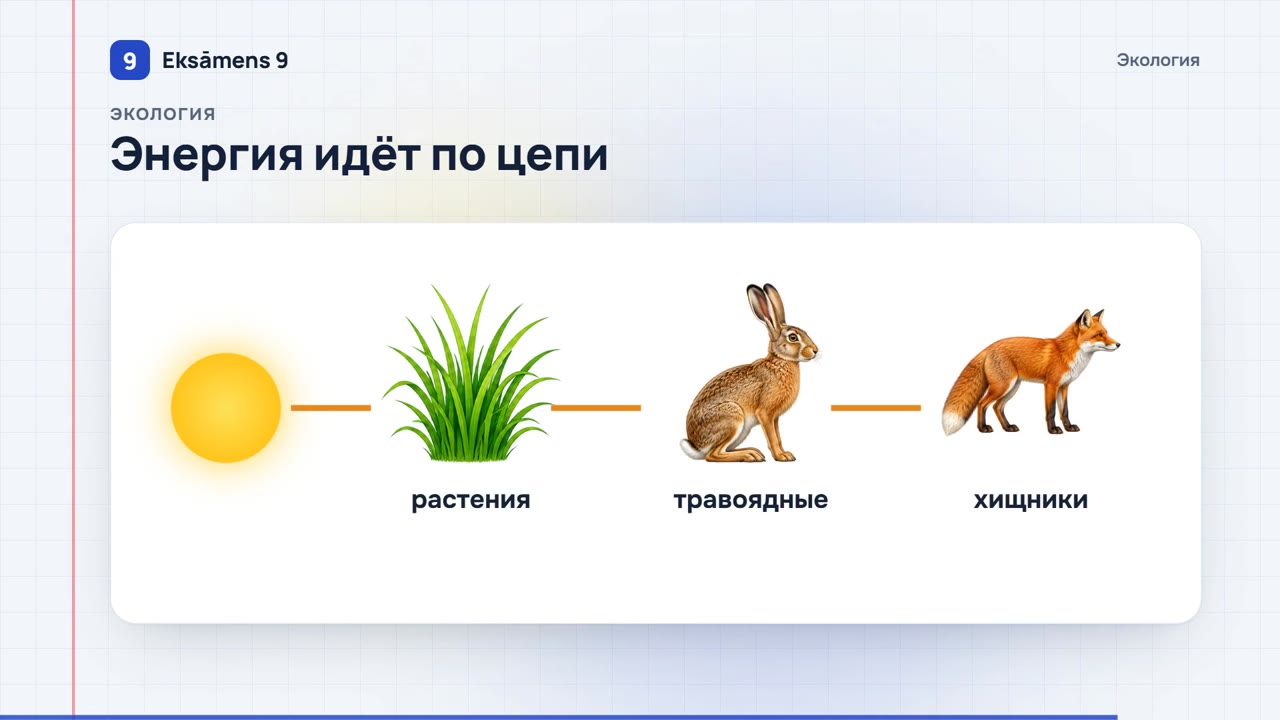 9 Eksāmens 9
Экология
экология
Энергия идёт по цепи
растения
травоядные
хищники